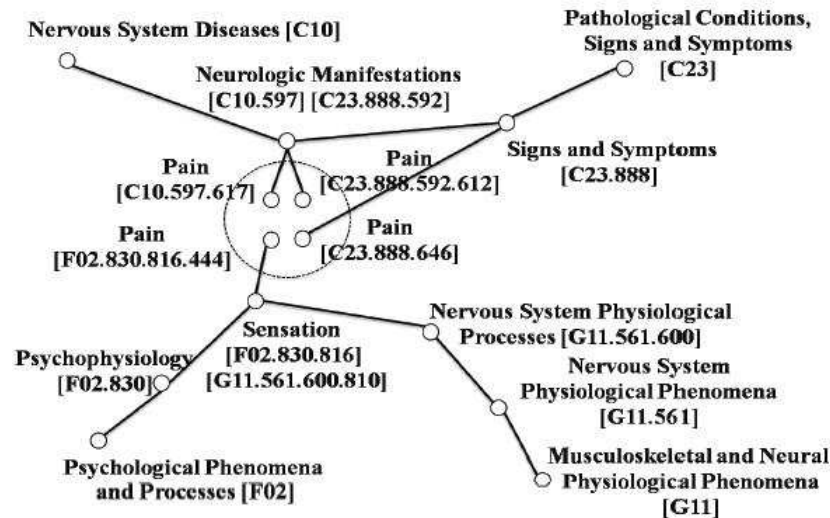 Nervous System Diseases [C10]
Pathological Conditions,
Signs and Symptoms
[C23]
Neurologic Manifestations
[C10.597] [C23.888.592]
Signs and Symptoms
[C23.888]
Pain
[C10.597.617]
Pain
[C23.888.592.612]
Pain
[F02.830.816.444]
Pain
[C23.888.646]
Sensation
[F02.830.816]
[G11.561.600.810]
Nervous System Physiological
Processes [G11.561.600]
Psychophysiology
[F02.830]
Nervous System
Physiological Phenomena
[G11.561]
Psychological Phenomena
and Processes [F02]
Musculoskeletal and Neural
Physiological Phenomena
[G11]